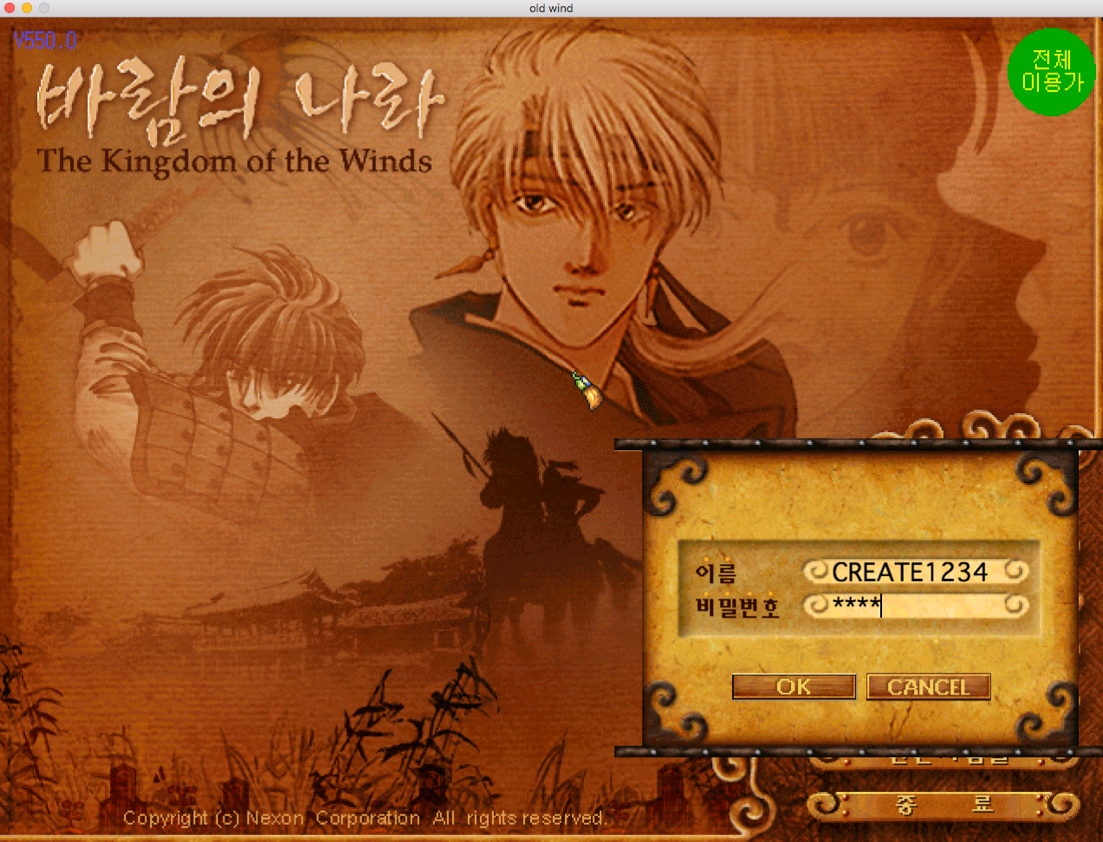 old wind
V550.0
바람의 나라
The Kingdom of the Winds
전체
이용가
이름 CREATE1234
비밀번호 ****
OK CANCEL
종 료
Copyright (c) Nexon Corporation All rights reserved.